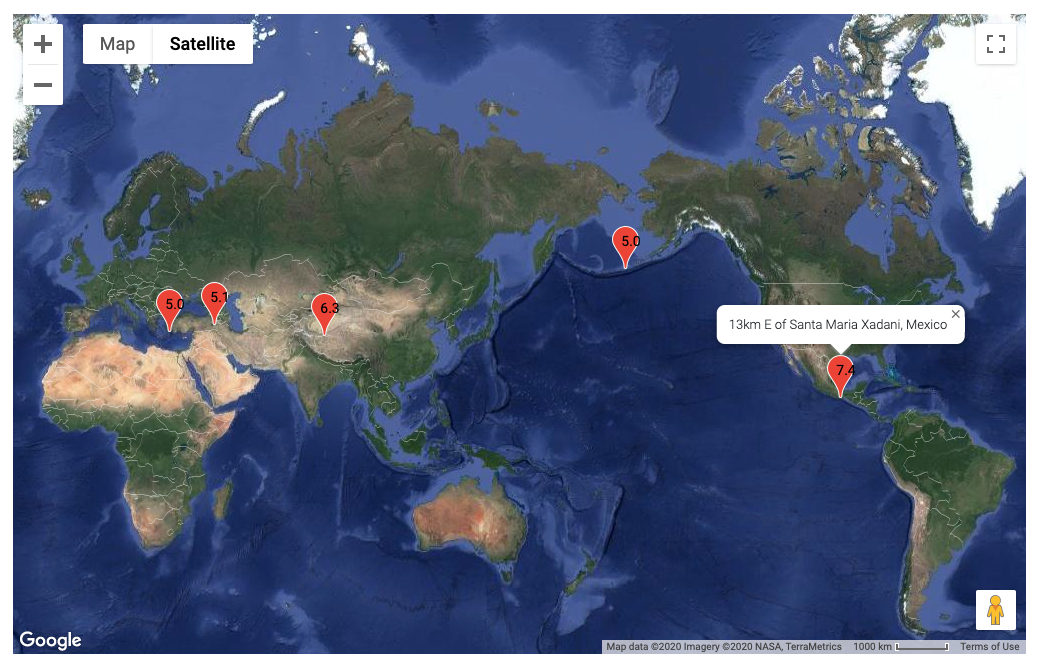 Map
Satellite
5.0
5.0
5.1
6.3
13km E of Santa Maria Xadani, Mexico
7.4
Google
Map data ©2020 Imagery ©2020 NASA, TerraMetrics
1000 km
Terms of Use